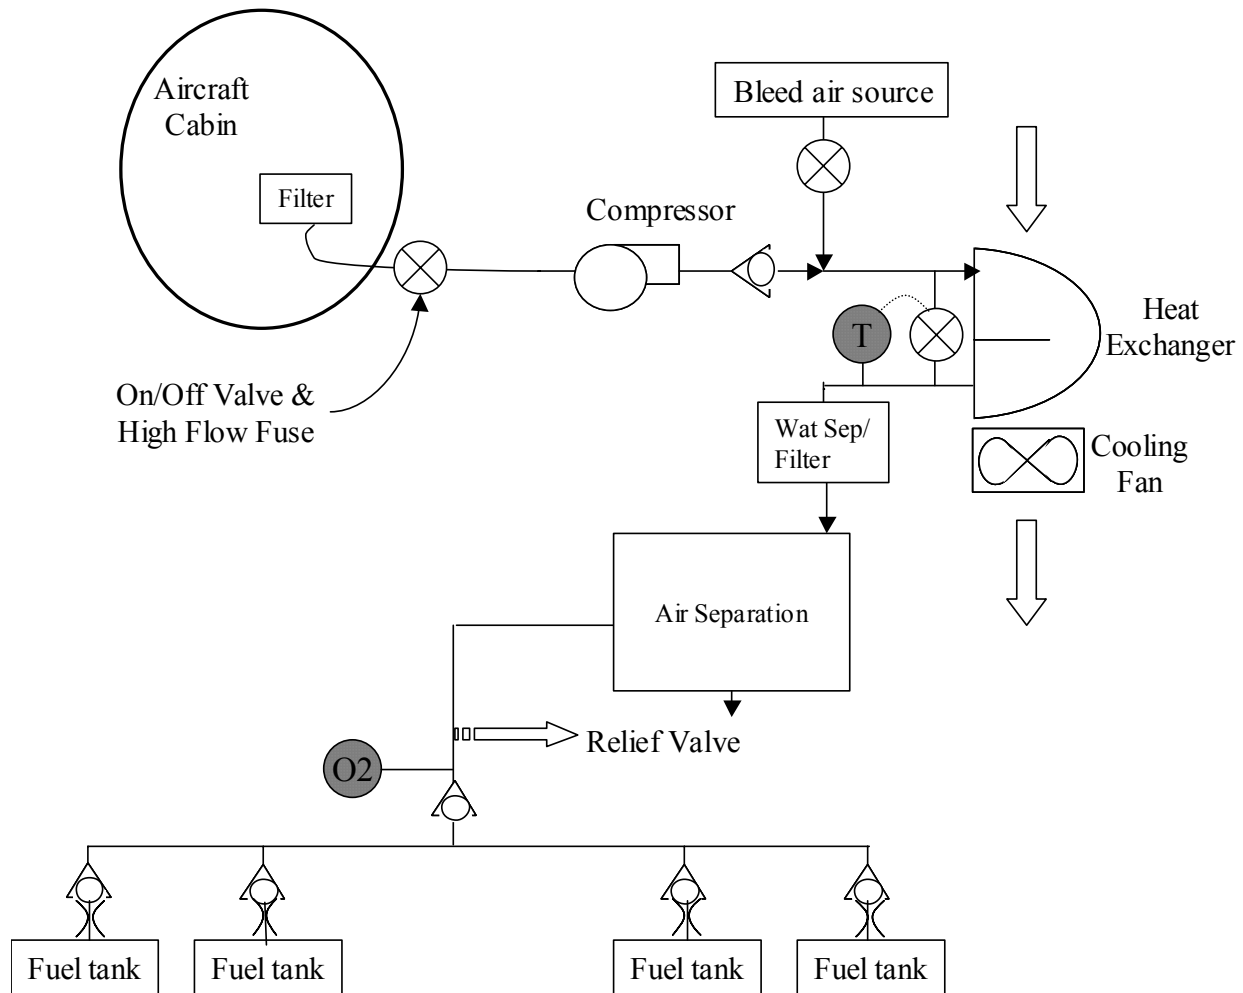 Aircraft
Cabin
Filter
Bleed air source
Compressor
T
Heat
Exchanger
On/Off Valve &
High Flow Fuse
Wat Sep/
Filter
Cooling
Fan
Air Separation
Relief Valve
O2
Fuel tank
Fuel tank
Fuel tank
Fuel tank